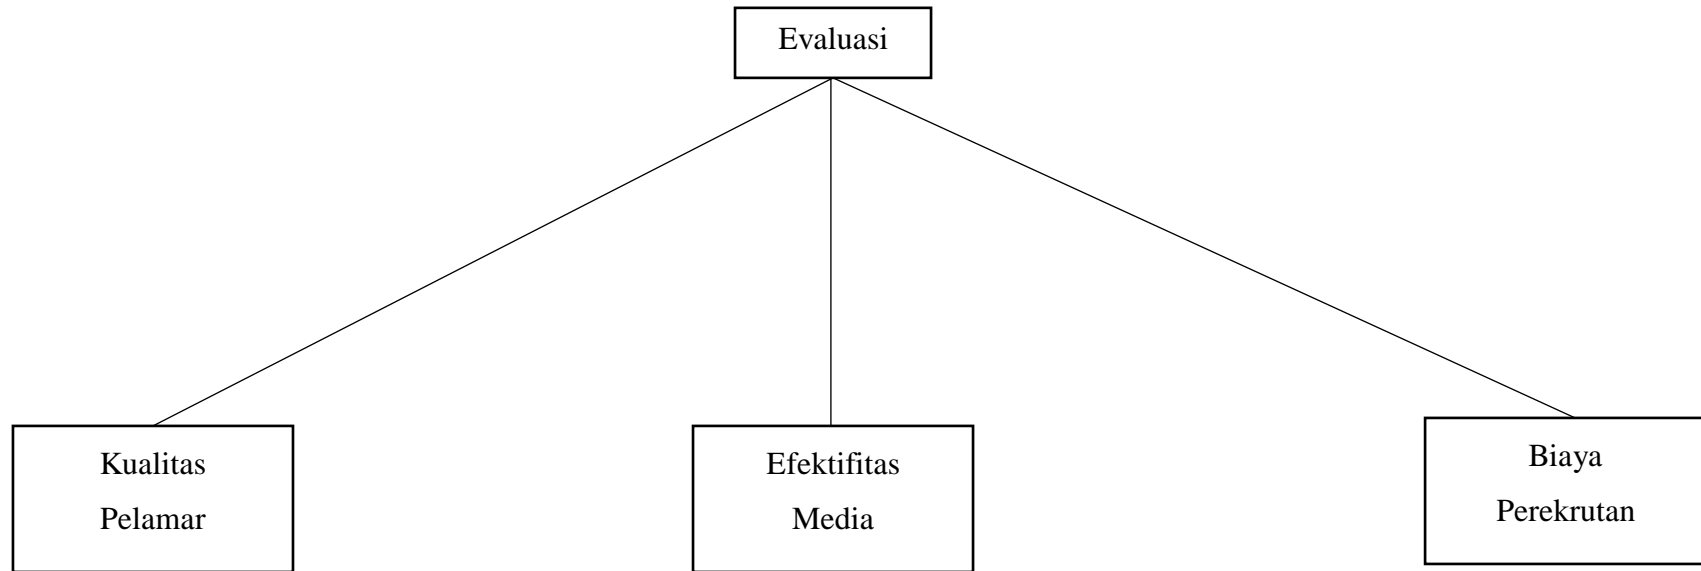 Evaluasi
Kualitas
Pelamar
Efektifitas
Media
Biaya
Perekrutan